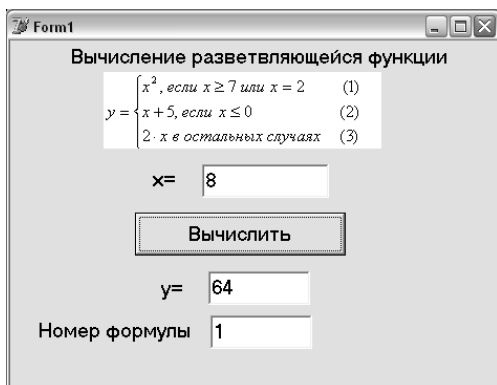 Form1
Вычисление разветвляющейся функции
x², если x ≥ 7 или x = 2 (1)
y = { x + 5, если x ≤ 0 (2)
2 · x в остальных случаях (3)
x= 8
Вычислить
y= 64
Номер формулы 1